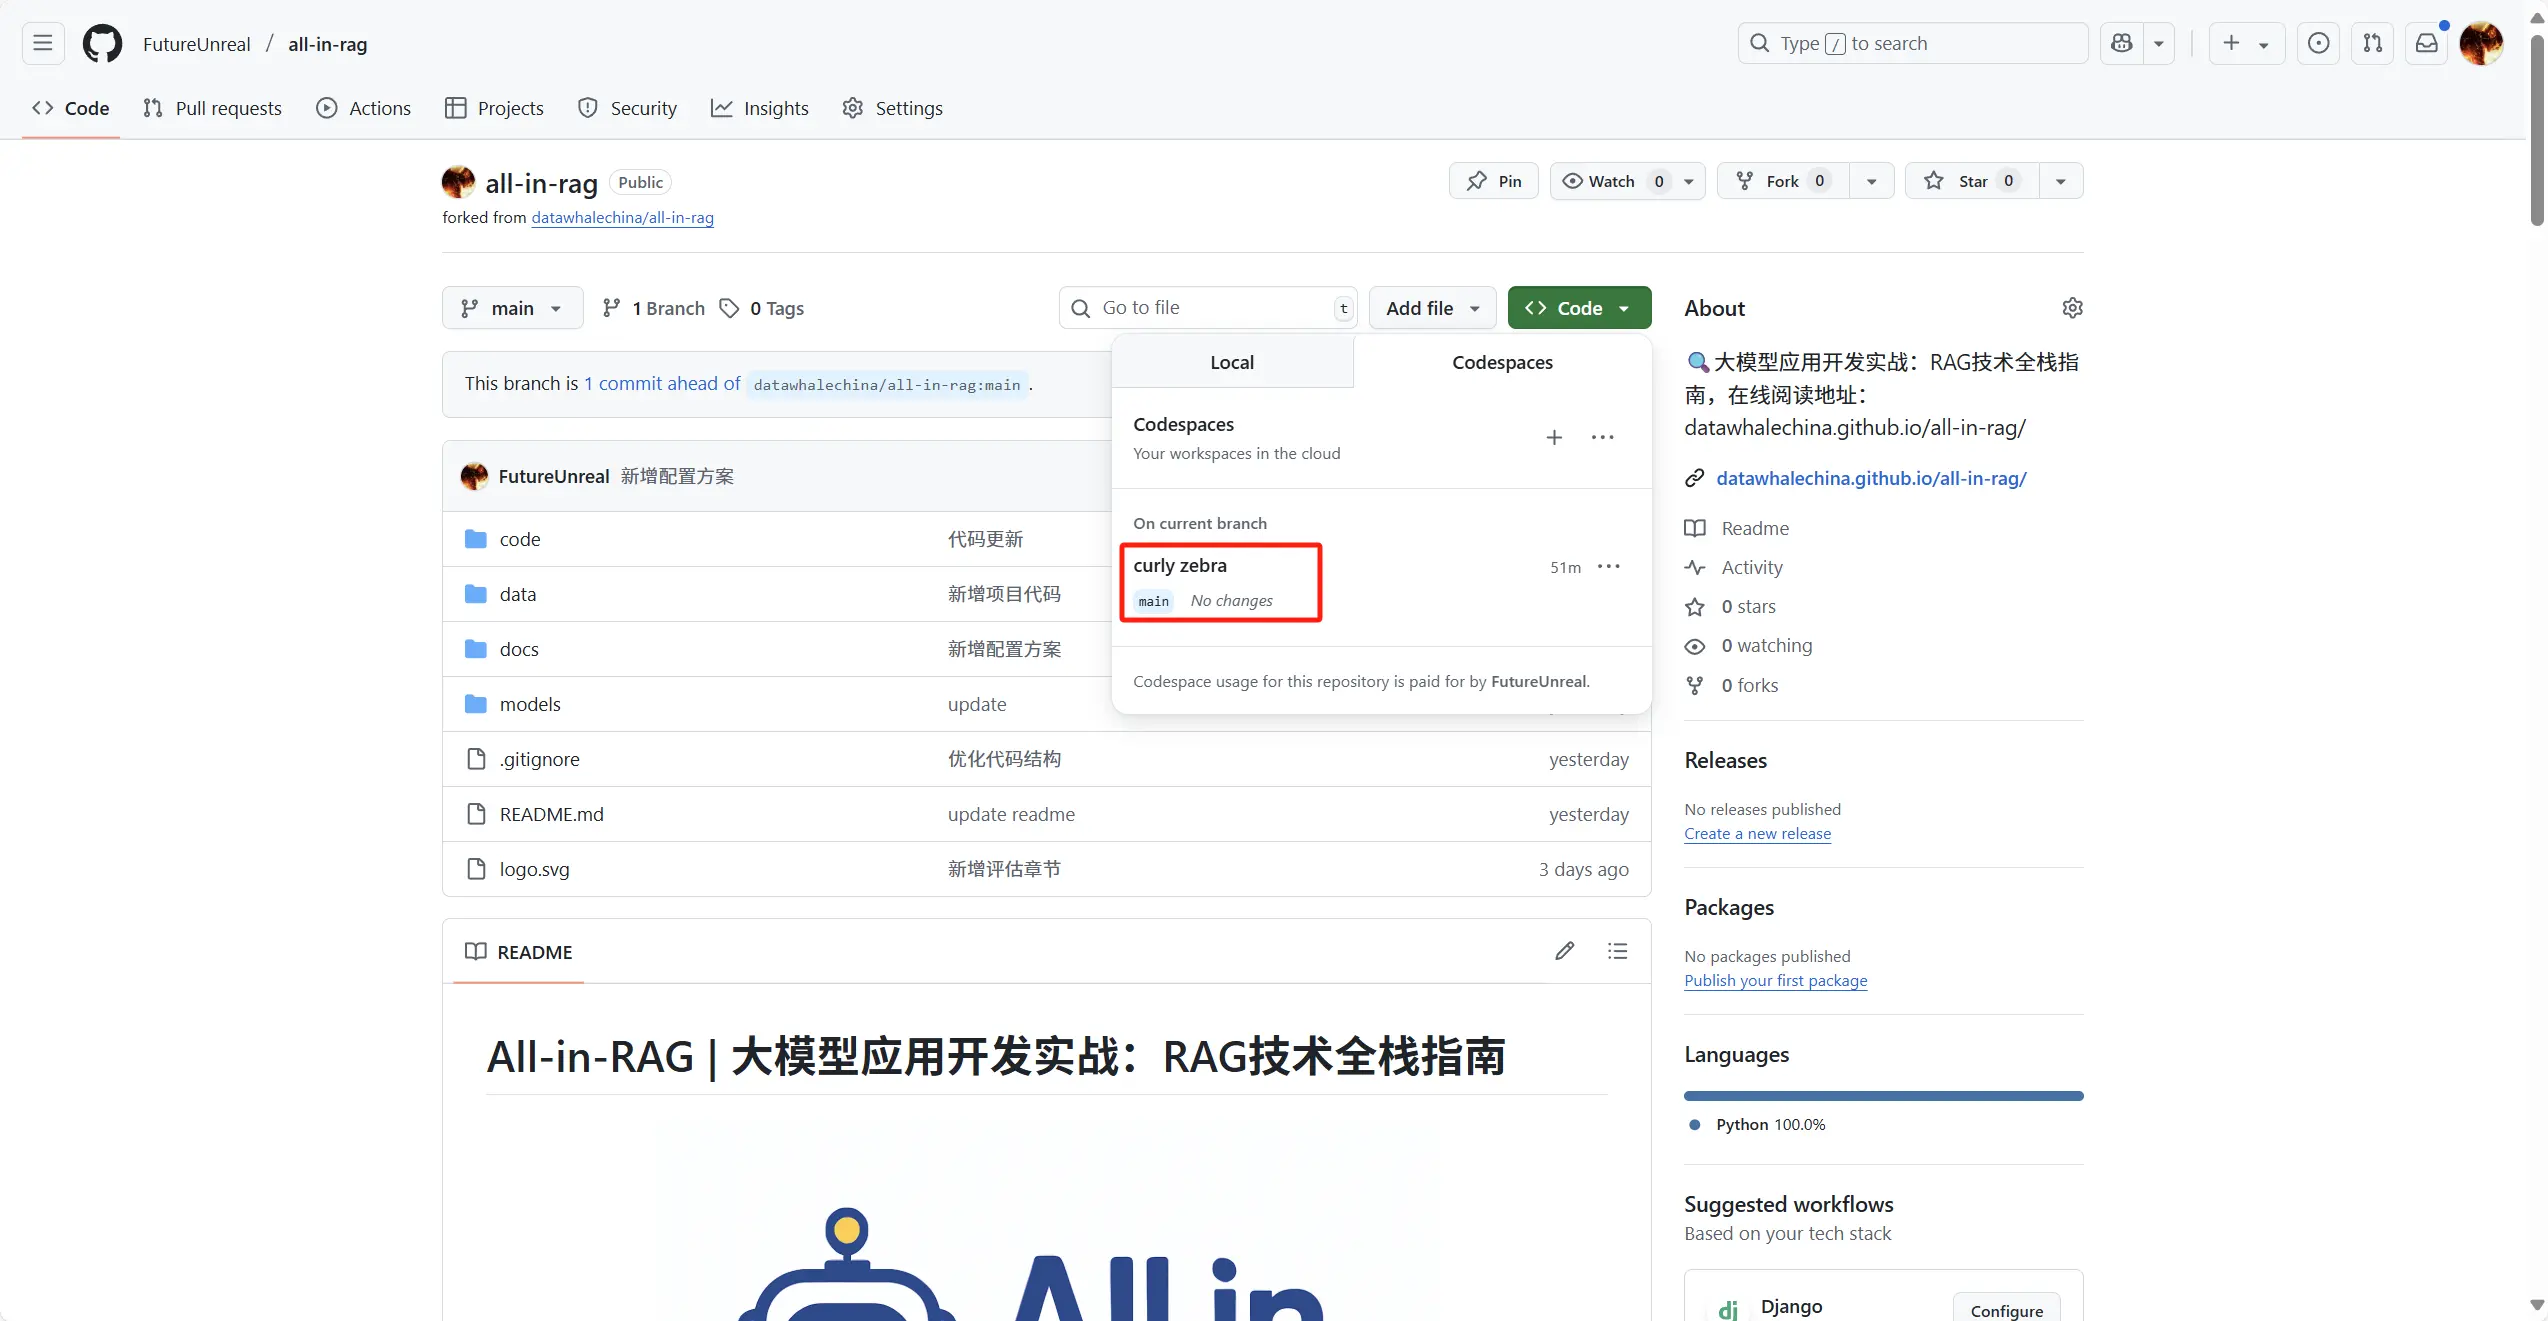 FutureUnreal / all-in-rag
Type / to search
Code
Pull requests
Actions
Projects
Security
Insights
Settings
all-in-rag Public
forked from datawhalechina/all-in-rag
Pin
Watch 0
Fork 0
Star 0
main
1 Branch
0 Tags
Go to file t
Add file
Code
This branch is 1 commit ahead of datawhalechina/all-in-rag:main .
Local
Codespaces
Codespaces
Your workspaces in the cloud
On current branch
curly zebra
main No changes
51m
Codespace usage for this repository is paid for by FutureUnreal.
FutureUnreal 新增配置方案
code 代码更新
data 新增项目代码
docs 新增配置方案
models update
.gitignore 优化代码结构 yesterday
README.md update readme yesterday
logo.svg 新增评估章节 3 days ago
README
All-in-RAG | 大模型应用开发实战：RAG技术全栈指南
All in
About
🔍大模型应用开发实战：RAG技术全栈指
南，在线阅读地址：
datawhalechina.github.io/all-in-rag/
datawhalechina.github.io/all-in-rag/
Readme
Activity
0 stars
0 watching
0 forks
Releases
No releases published
Create a new release
Packages
No packages published
Publish your first package
Languages
Python 100.0%
Suggested workflows
Based on your tech stack
dj Django
Configure